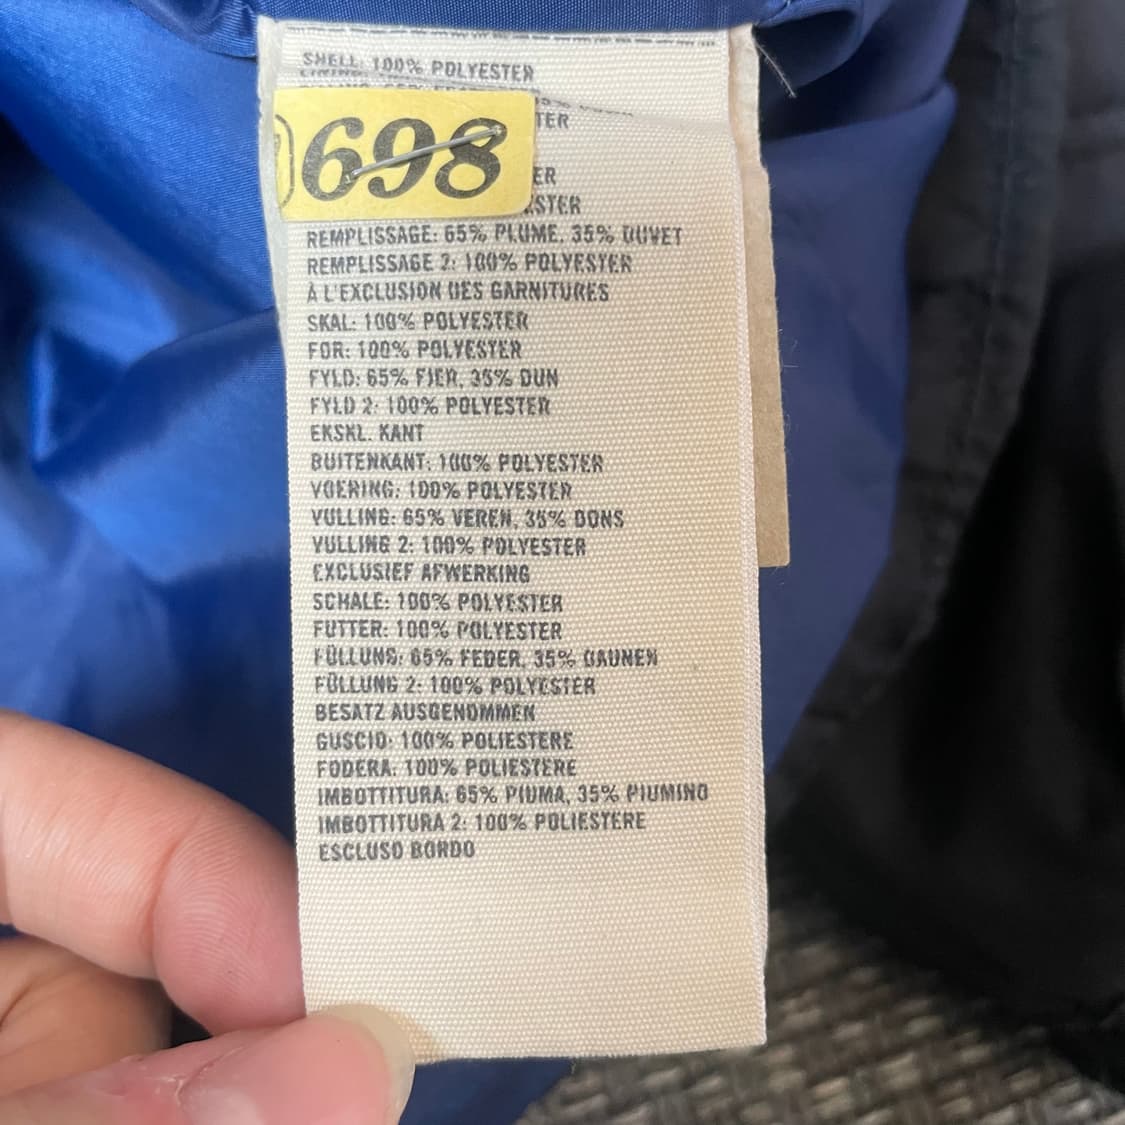 SHELL: 100% POLYESTER
698
TER
ER
STER
REMPLISSAGE: 65% PLUME, 35% DUVET
REMPLISSAGE 2: 100% POLYESTER
À L'EXCLUSION DES GARNITURES
SKAL: 100% POLYESTER
FOR: 100% POLYESTER
FYLD: 65% FJER, 35% DUN
FYLD 2: 100% POLYESTER
EKSKL. KANT
BUITENKANT: 100% POLYESTER
VOERING: 100% POLYESTER
VULLING: 65% VEREN, 35% DONS
VULLING 2: 100% POLYESTER
EXCLUSIEF AFWERKING
SCHALE: 100% POLYESTER
FUTTER: 100% POLYESTER
FÜLLUNG: 65% FEDER, 35% DAUNEN
FÜLLUNG 2: 100% POLYESTER
BESATZ AUSGENOMMEN
GUSCIO: 100% POLIESTERE
FODERA: 100% POLIESTERE
IMBOTTITURA: 65% PIUMA, 35% PIUMINO
IMBOTTITURA 2: 100% POLIESTERE
ESCLUSO BORDO